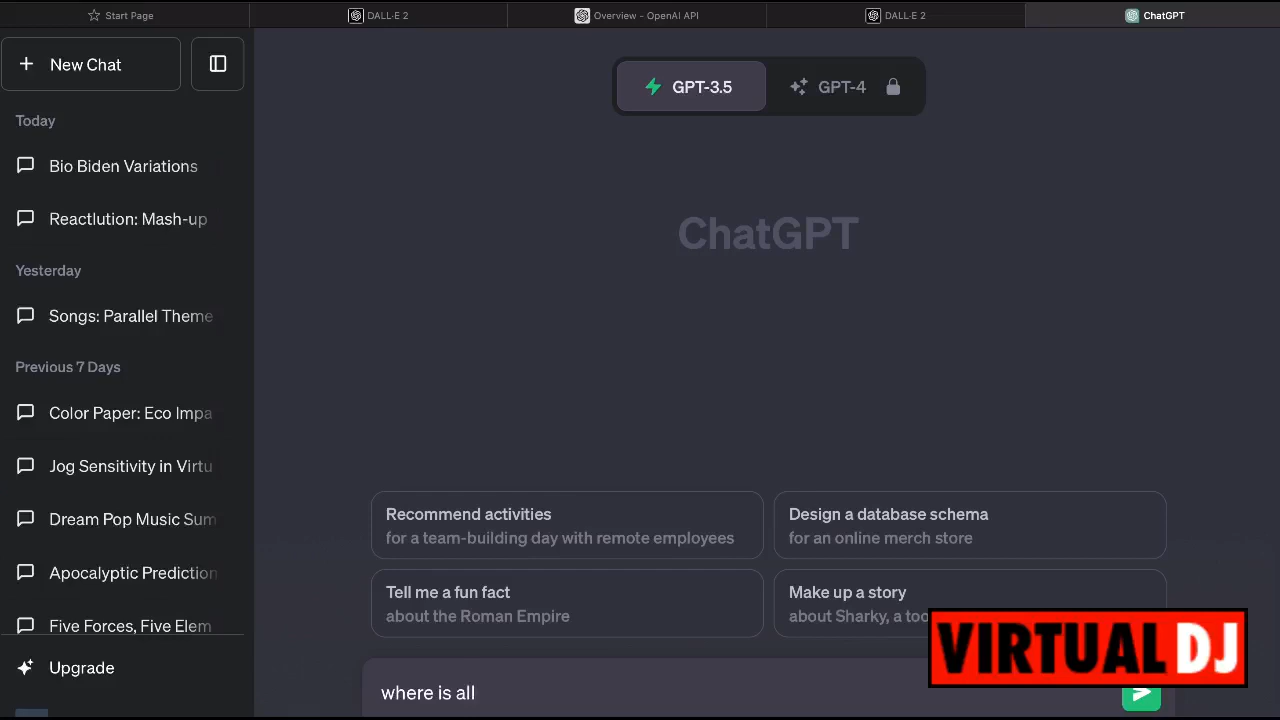 Start Page
DALL·E 2
Overview - OpenAI API
DALL·E 2
ChatGPT
New Chat
GPT-3.5
GPT-4
Today
Bio Biden Variations
Reactlution: Mash-up
Yesterday
Songs: Parallel Theme
Previous 7 Days
Color Paper: Eco Impa
Jog Sensitivity in Virtu
Dream Pop Music Sum
Apocalyptic Prediction
Five Forces, Five Elem
Upgrade
ChatGPT
Recommend activities
for a team-building day with remote employees
Design a database schema
for an online merch store
Tell me a fun fact
about the Roman Empire
Make up a story
about Sharky, a too
where is all
VIRTUAL DJ